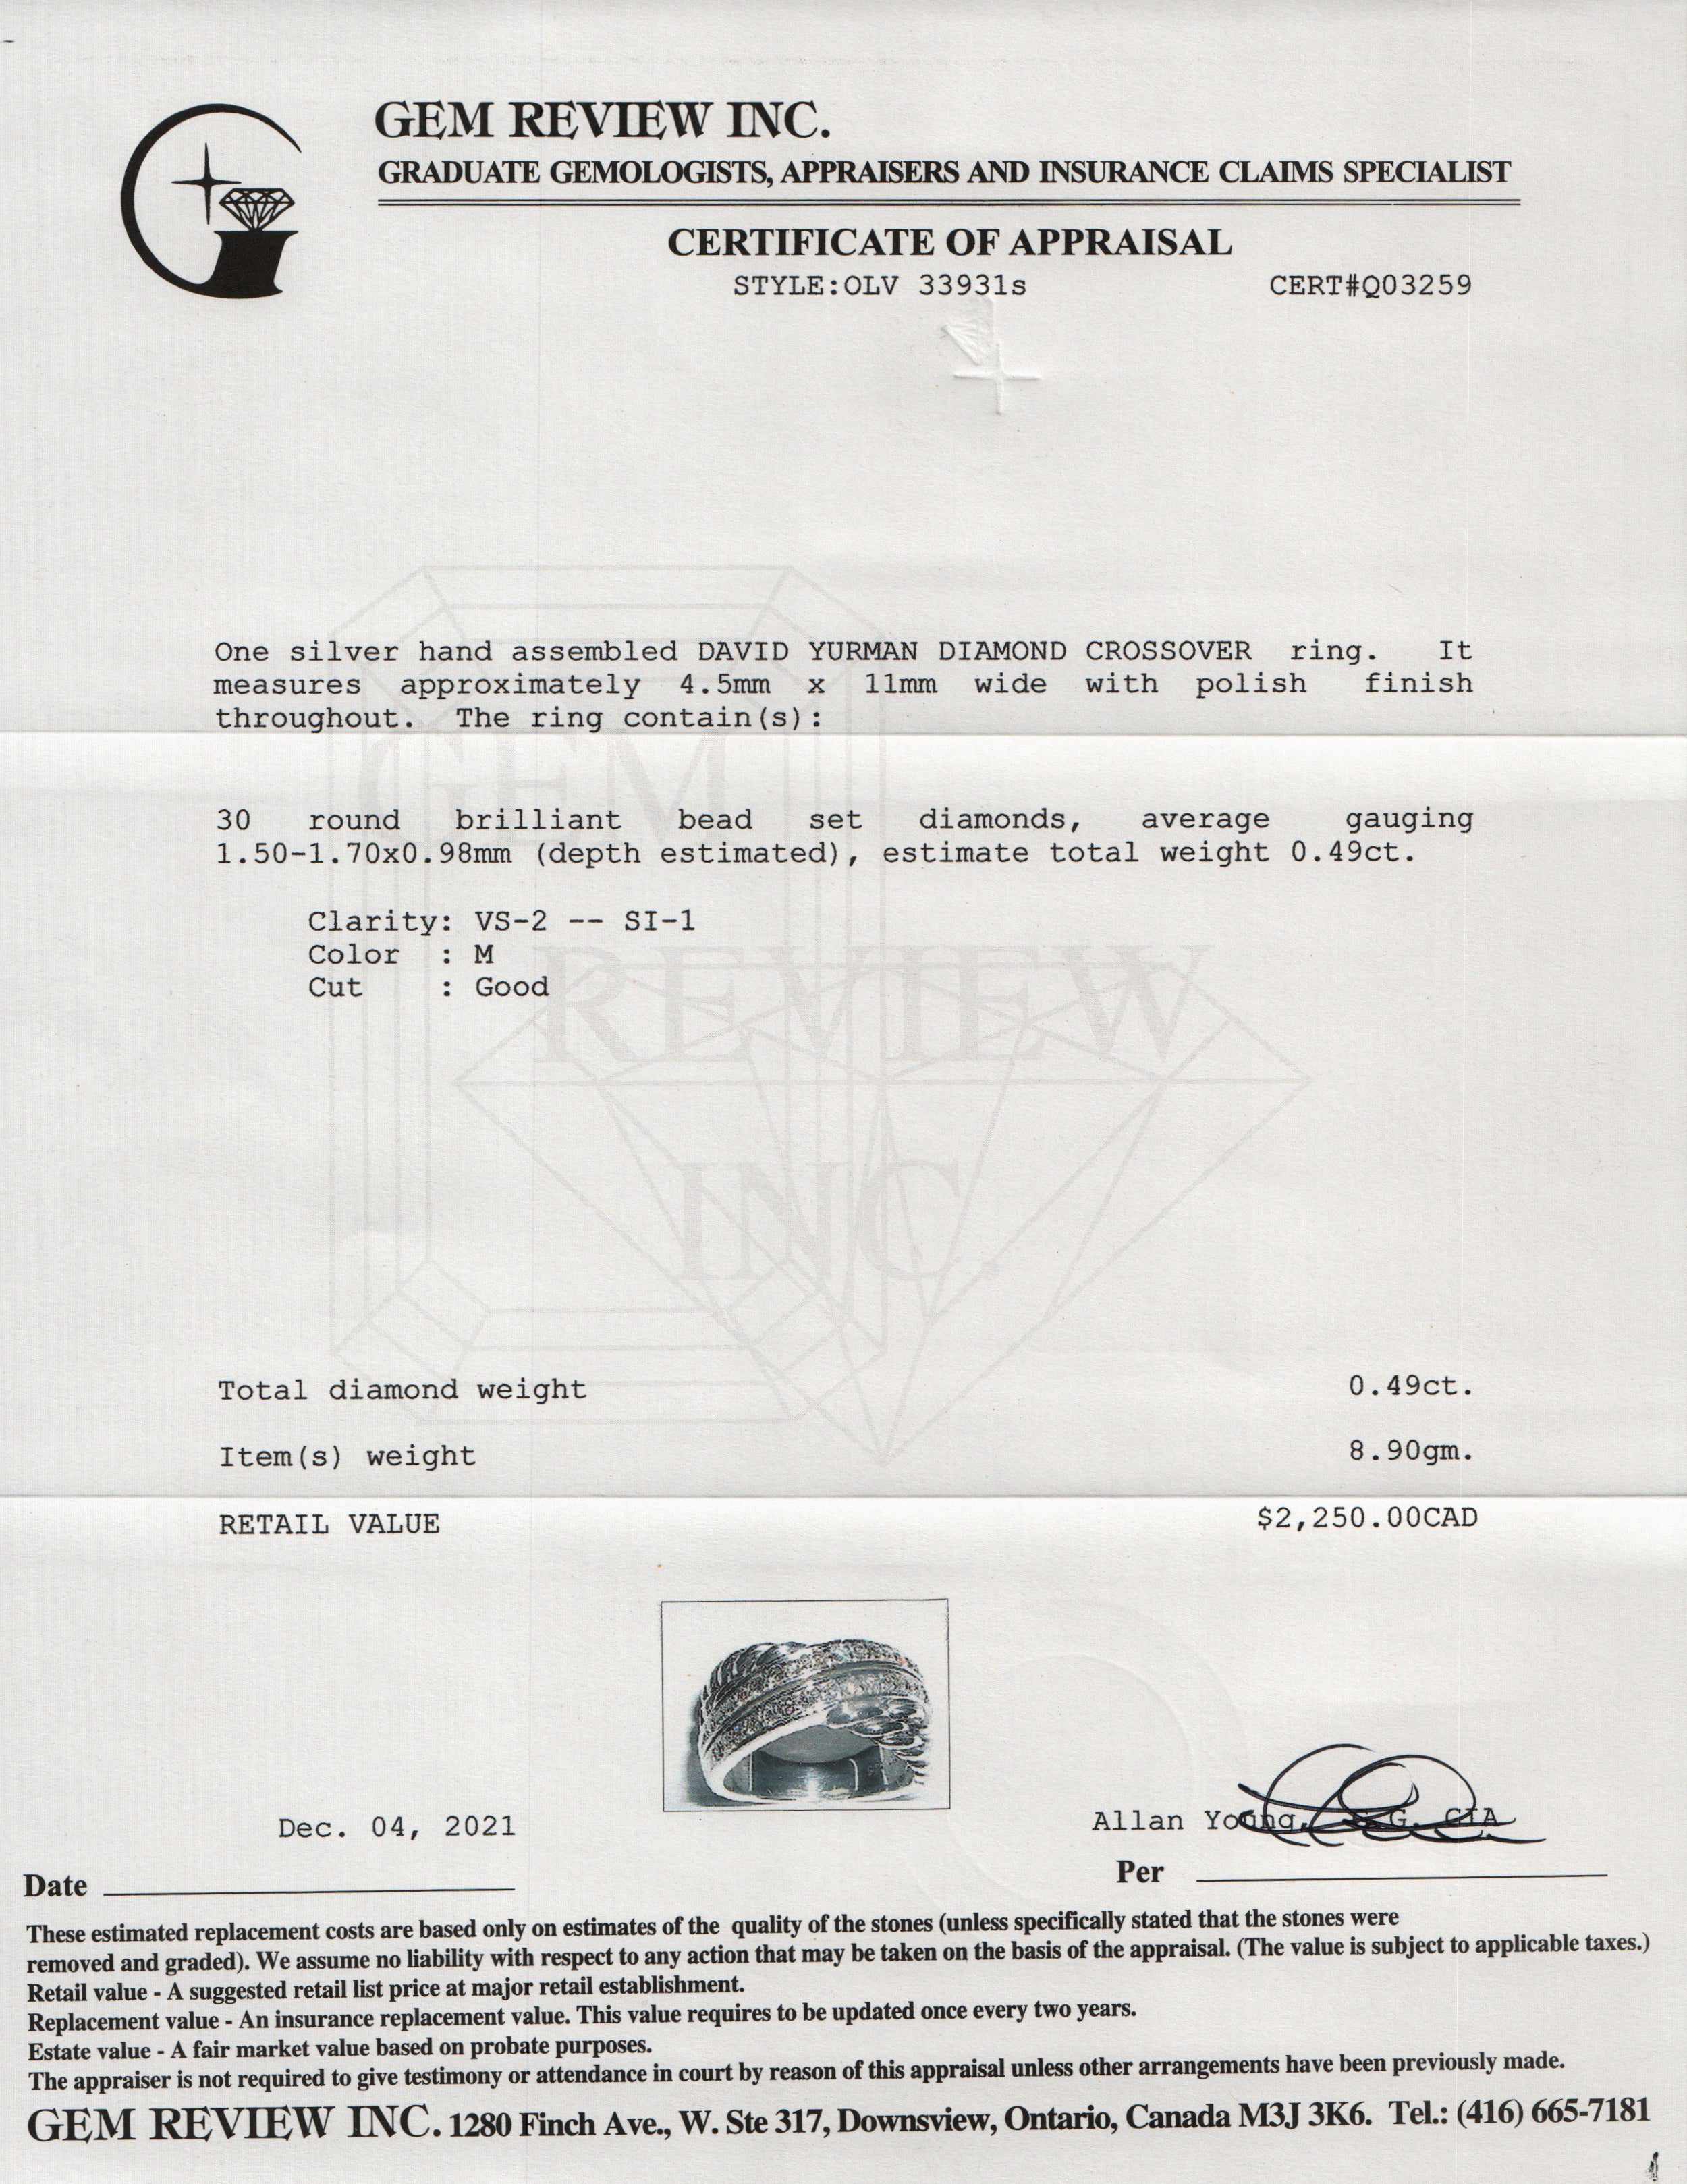 GEM REVIEW INC.
GRADUATE GEMOLOGISTS, APPRAISERS AND INSURANCE CLAIMS SPECIALIST
CERTIFICATE OF APPRAISAL
STYLE:OLV 33931s CERT#Q03259
One silver hand assembled DAVID YURMAN DIAMOND CROSSOVER ring. It
measures approximately 4.5mm x 11mm wide with polish finish
throughout. The ring contain(s):
GEM
30 round brilliant bead set diamonds, average gauging
1.50-1.70x0.98mm (depth estimated), estimate total weight 0.49ct.
Clarity: VS-2 -- SI-1
Color : M
Cut : Good
REVIEW
INC.
Total diamond weight 0.49ct.
Item(s) weight 8.90gm.
RETAIL VALUE $2,250.00CAD
Dec. 04, 2021
Allan Young, G.
Date
Per
These estimated replacement costs are based only on estimates of the quality of the stones (unless specifically stated that the stones were
removed and graded). We assume no liability with respect to any action that may be taken on the basis of the appraisal. (The value is subject to applicable taxes.)
Retail value - A suggested retail list price at major retail establishment.
Replacement value - An insurance replacement value. This value requires to be updated once every two years.
Estate value - A fair market value based on probate purposes.
The appraiser is not required to give testimony or attendance in court by reason of this appraisal unless other arrangements have been previously made.
GEM REVIEW INC. 1280 Finch Ave., W. Ste 317, Downsview, Ontario, Canada M3J 3K6. Tel.: (416) 665-7181